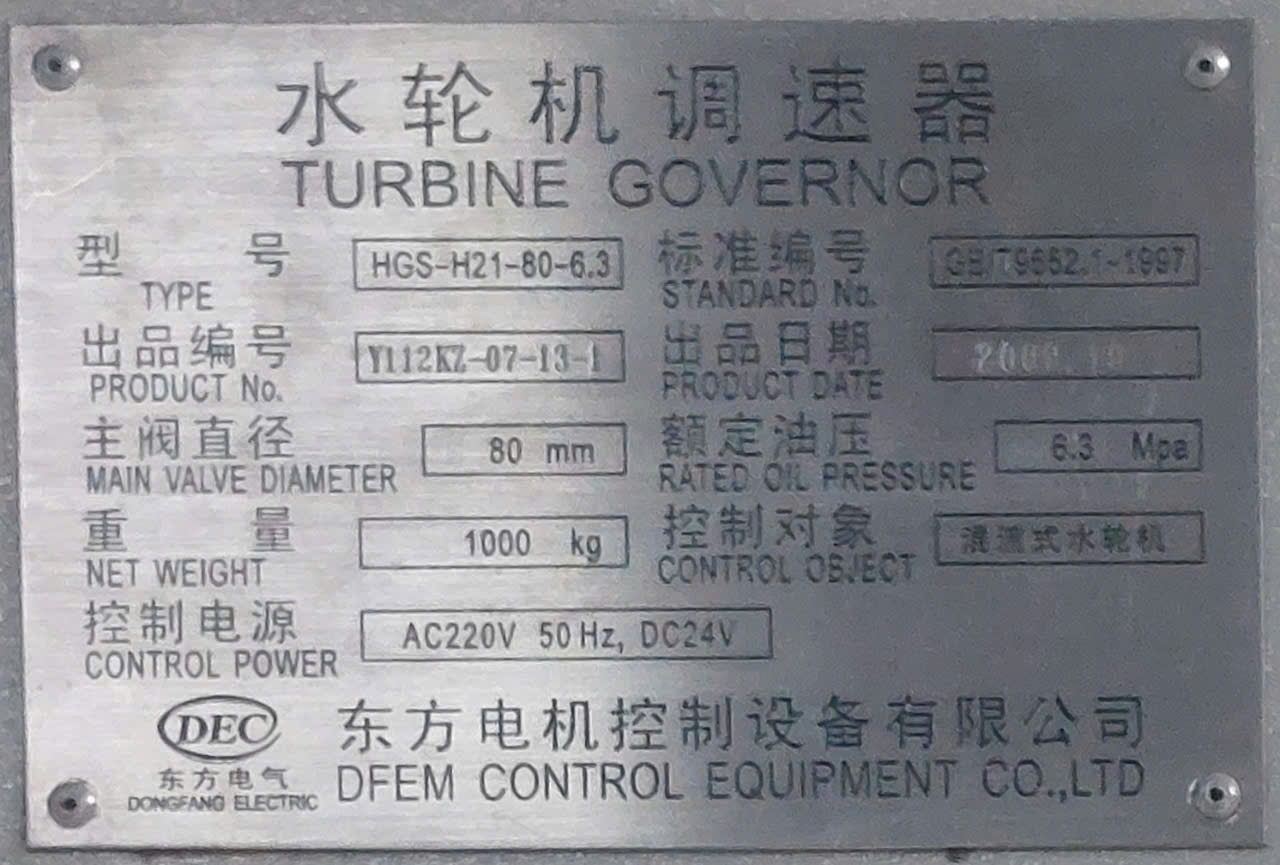 水轮机调速器
TURBINE GOVERNOR
型 号 HGS-H21-80-6.3 标准编号 GB/T9652.1-1997
TYPE STANDARD No.
出品编号 Y112KZ-07-13-1 出品日期
PRODUCT No. PRODUCT DATE
主阀直径 80 mm 额定油压 6.3 Mpa
MAIN VALVE DIAMETER RATED OIL PRESSURE
重 量 1000 kg 控制对象 混流式水轮机
NET WEIGHT CONTROL OBJECT
控制电源 AC220V 50Hz, DC24V
CONTROL POWER
DEC 东方电机控制设备有限公司
东方电气 DFEM CONTROL EQUIPMENT CO.,LTD
DONGFANG ELECTRIC